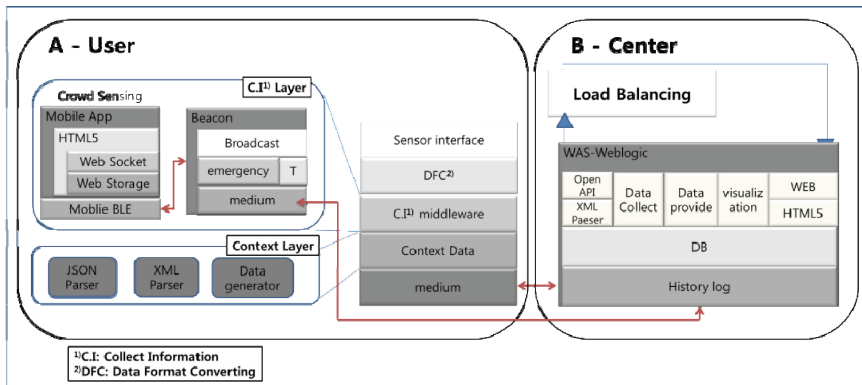 A - User
B - Center
C.I¹⁾ Layer
Crowd Sensing
Mobile App
HTML5
Web Socket
Web Storage
Moblie BLE
Beacon
Broadcast
emergency
T
medium
Context Layer
JSON
Parser
XML
Parser
Data
generator
Sensor interface
DFC²⁾
C.I¹⁾ middleware
Context Data
medium
Load Balancing
WAS-Weblogic
Open
API
XML
Paeser
Data
Collect
Data
provide
visualiz
ation
WEB
HTML5
DB
History log
¹⁾C.I: Collect Information
²⁾DFC: Data Format Converting